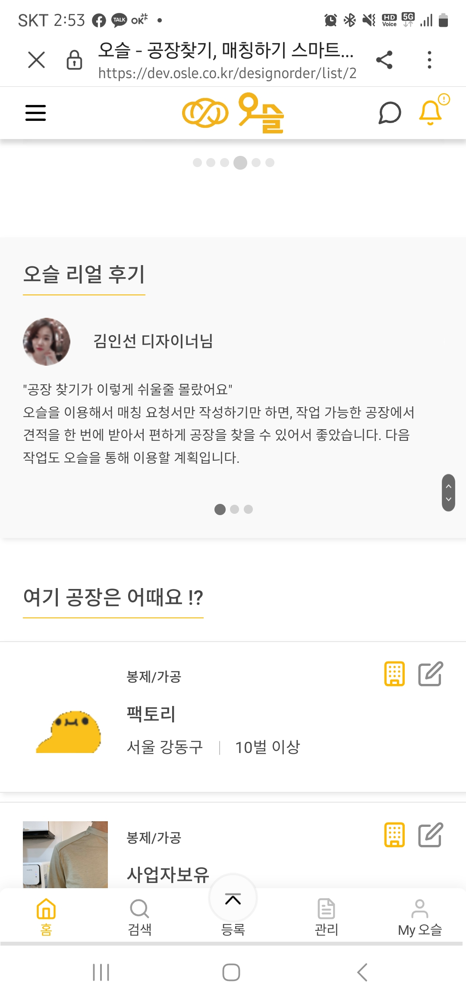 SKT 2:53 TALK OK HD Voice 5G
오슬 - 공장찾기, 매칭하기 스마트...
https://dev.osle.co.kr/designorder/list/2
오슬
오슬 리얼 후기
김인선 디자이너님
"공장 찾기가 이렇게 쉬울줄 몰랐어요"
오슬을 이용해서 매칭 요청서만 작성하기만 하면, 작업 가능한 공장에서
견적을 한 번에 받아서 편하게 공장을 찾을 수 있어서 좋았습니다. 다음
작업도 오슬을 통해 이용할 계획입니다.
여기 공장은 어때요 !?
봉제/가공
팩토리
서울 강동구 | 10벌 이상
봉제/가공
사업자보유
홈 검색 등록 관리 My 오슬